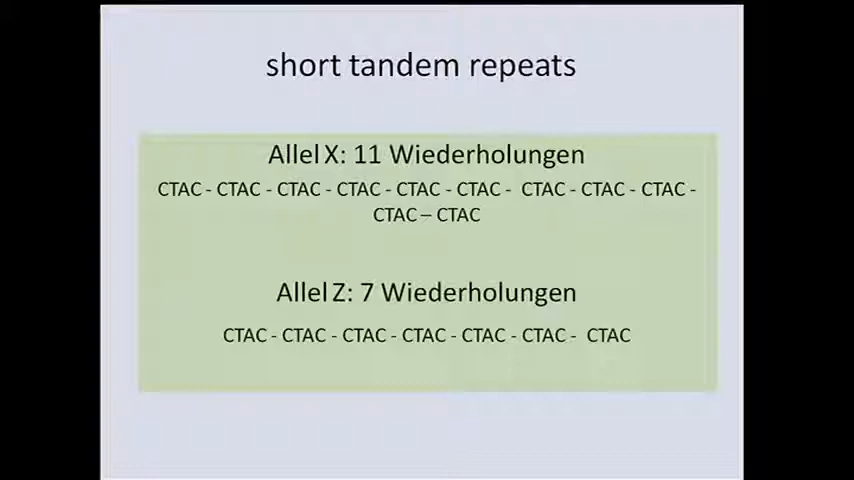 short tandem repeats
Allel X: 11 Wiederholungen
CTAC - CTAC - CTAC - CTAC - CTAC - CTAC - CTAC - CTAC - CTAC -
CTAC – CTAC
Allel Z: 7 Wiederholungen
CTAC - CTAC - CTAC - CTAC - CTAC - CTAC - CTAC